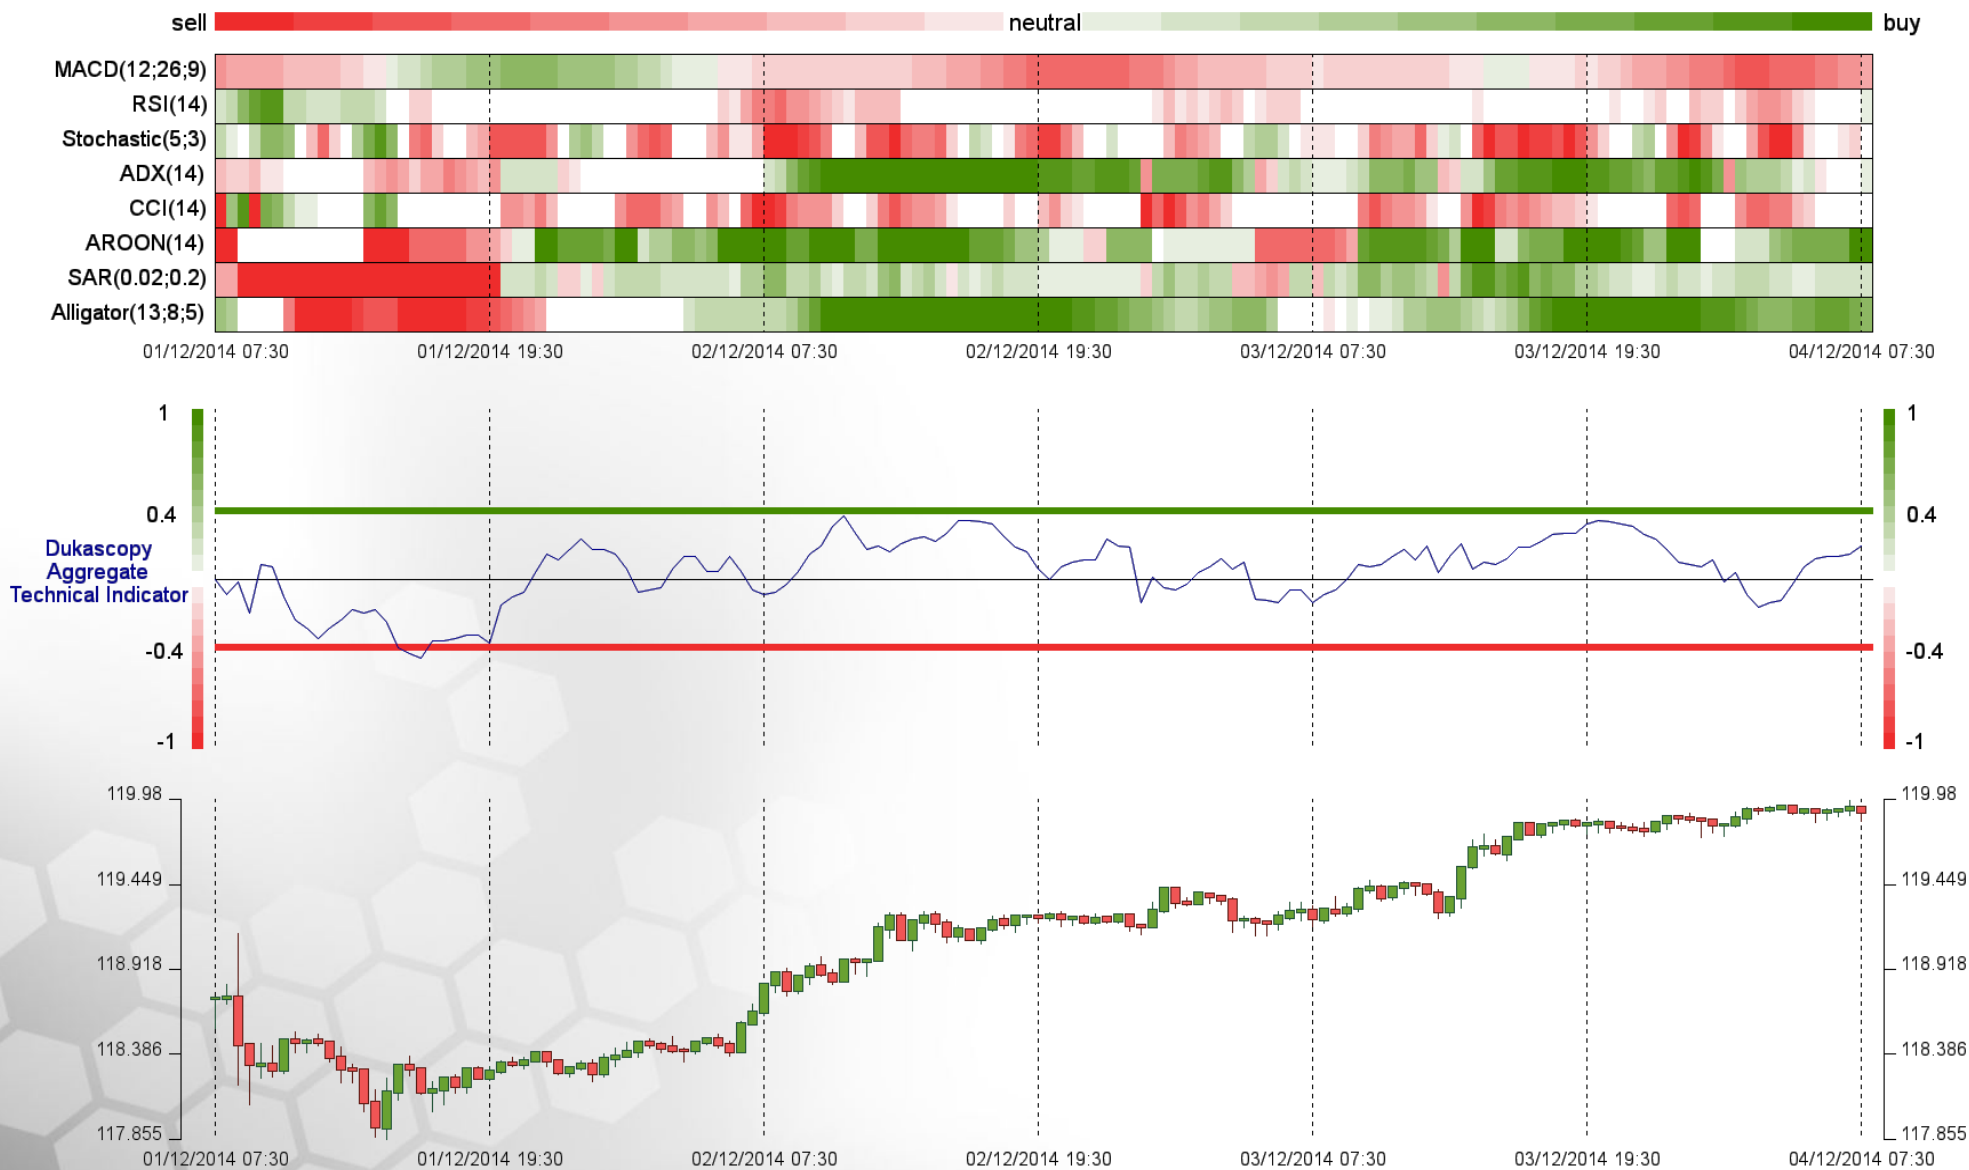 sell neutral buy
MACD(12;26;9)
RSI(14)
Stochastic(5;3)
ADX(14)
CCI(14)
AROON(14)
SAR(0.02;0.2)
Alligator(13;8;5)
01/12/2014 07:30 01/12/2014 19:30 02/12/2014 07:30 02/12/2014 19:30 03/12/2014 07:30 03/12/2014 19:30 04/12/2014 07:30
1 1
0.4 0.4
Dukascopy
Aggregate
Technical Indicator
-0.4 -0.4
-1 -1
119.98 119.98
119.449 119.449
118.918 118.918
118.386 118.386
117.855 117.855
01/12/2014 07:30 01/12/2014 19:30 02/12/2014 07:30 02/12/2014 19:30 03/12/2014 07:30 03/12/2014 19:30 04/12/2014 07:30